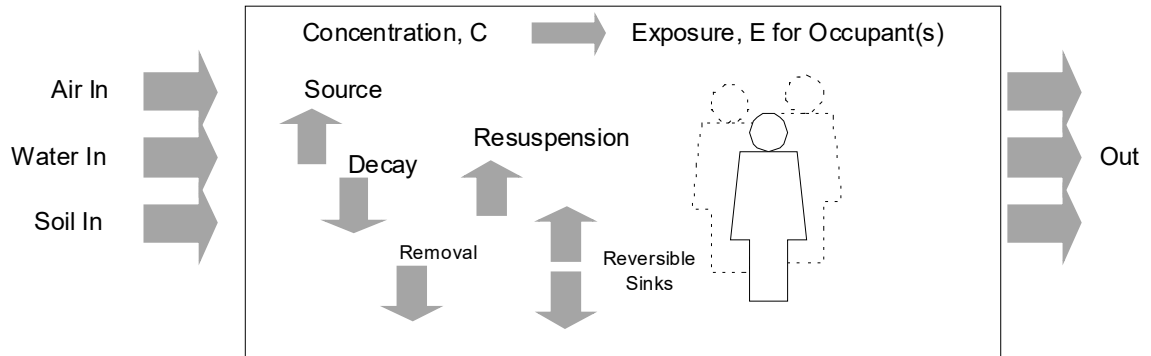 Concentration, C
Exposure, E for Occupant(s)
Air In
Source
Resuspension
Water In
Decay
Out
Soil In
Removal
Reversible
Sinks